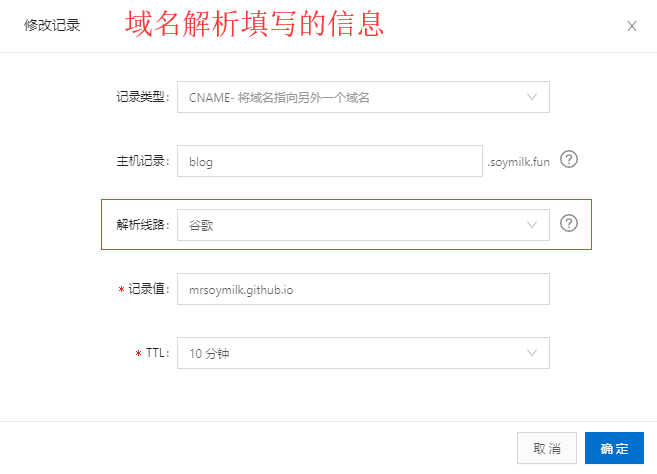 修改记录
域名解析填写的信息
记录类型:
CNAME- 将域名指向另外一个域名
主机记录:
blog
.soymilk.fun
解析线路:
谷歌
* 记录值:
mrsoymilk.github.io
* TTL:
10 分钟
取消
确定